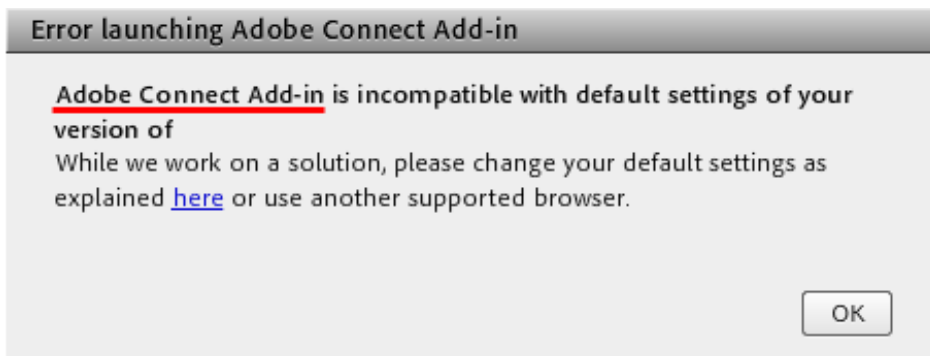 Error launching Adobe Connect Add-in
Adobe Connect Add-in is incompatible with default settings of your
version of
While we work on a solution, please change your default settings as
explained here or use another supported browser.
OK